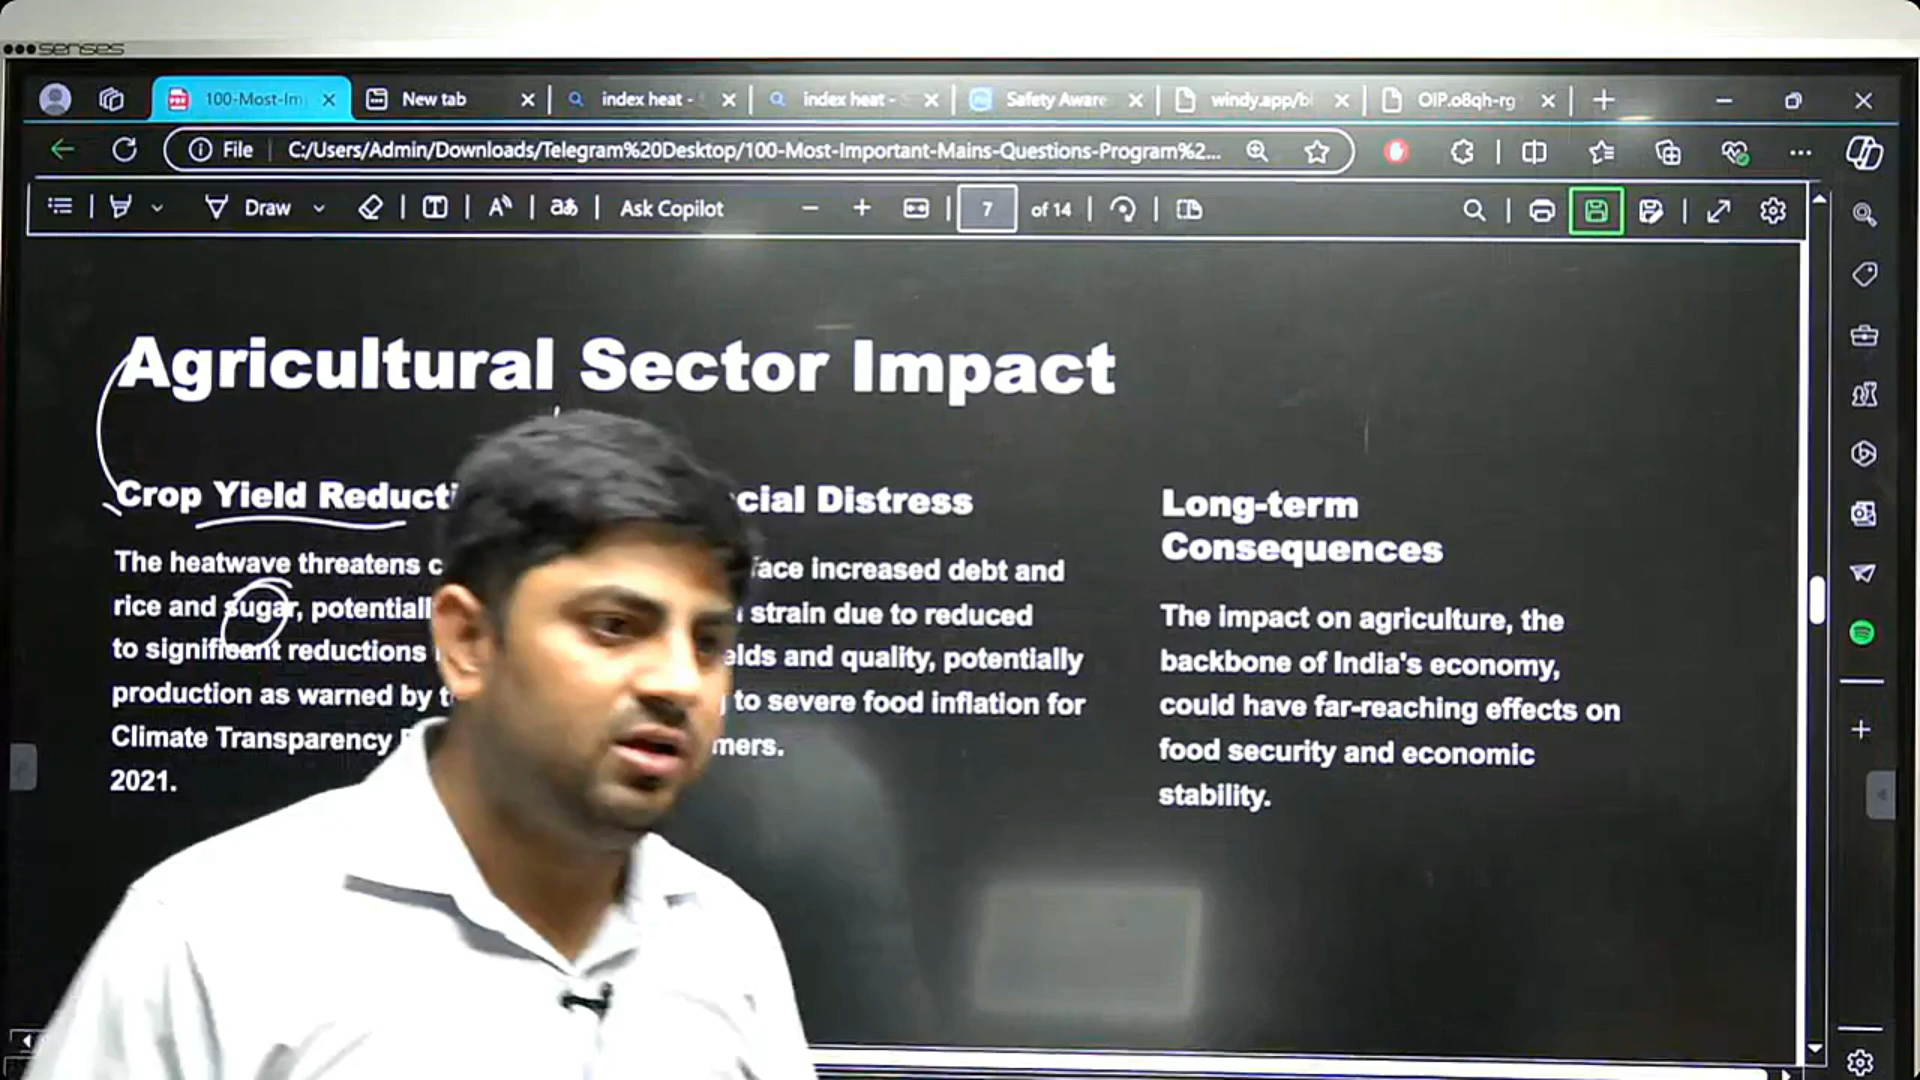 senses
100-Most-Im
New tab
index heat -
index heat -
Safety Aware
windy.app/bl
OIP.o8qh-rg
File
C:/Users/Admin/Downloads/Telegram%20Desktop/100-Most-Important-Mains-Questions-Program%2...
Draw
Ask Copilot
7
of 14
Agricultural Sector Impact
Crop Yield Reducti
The heatwave threatens c
rice and sugar, potentiall
to significant reductions
production as warned by t
Climate Transparency
2021.
cial Distress
face increased debt and
strain due to reduced
elds and quality, potentially
to severe food inflation for
mers.
Long-term
Consequences
The impact on agriculture, the
backbone of India's economy,
could have far-reaching effects on
food security and economic
stability.